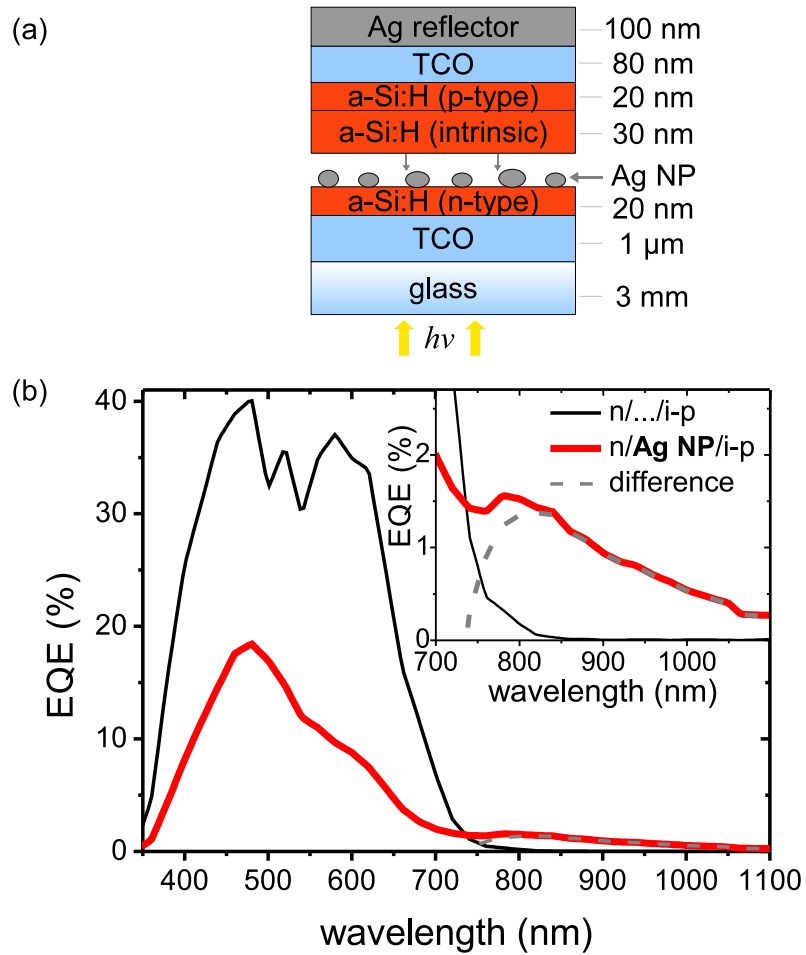 (a)
Ag reflector
100 nm
TCO
80 nm
a-Si:H (p-type)
20 nm
a-Si:H (intrinsic)
30 nm
Ag NP
a-Si:H (n-type)
20 nm
TCO
1 µm
glass
3 mm
hν
(b)
EQE (%)
40
30
20
10
0
400 500 600 700 800 900 1000 1100
wavelength (nm)
EQE (%)
2
1
0
700 800 900 1000
wavelength (nm)
n/.../i-p
n/Ag NP/i-p
difference